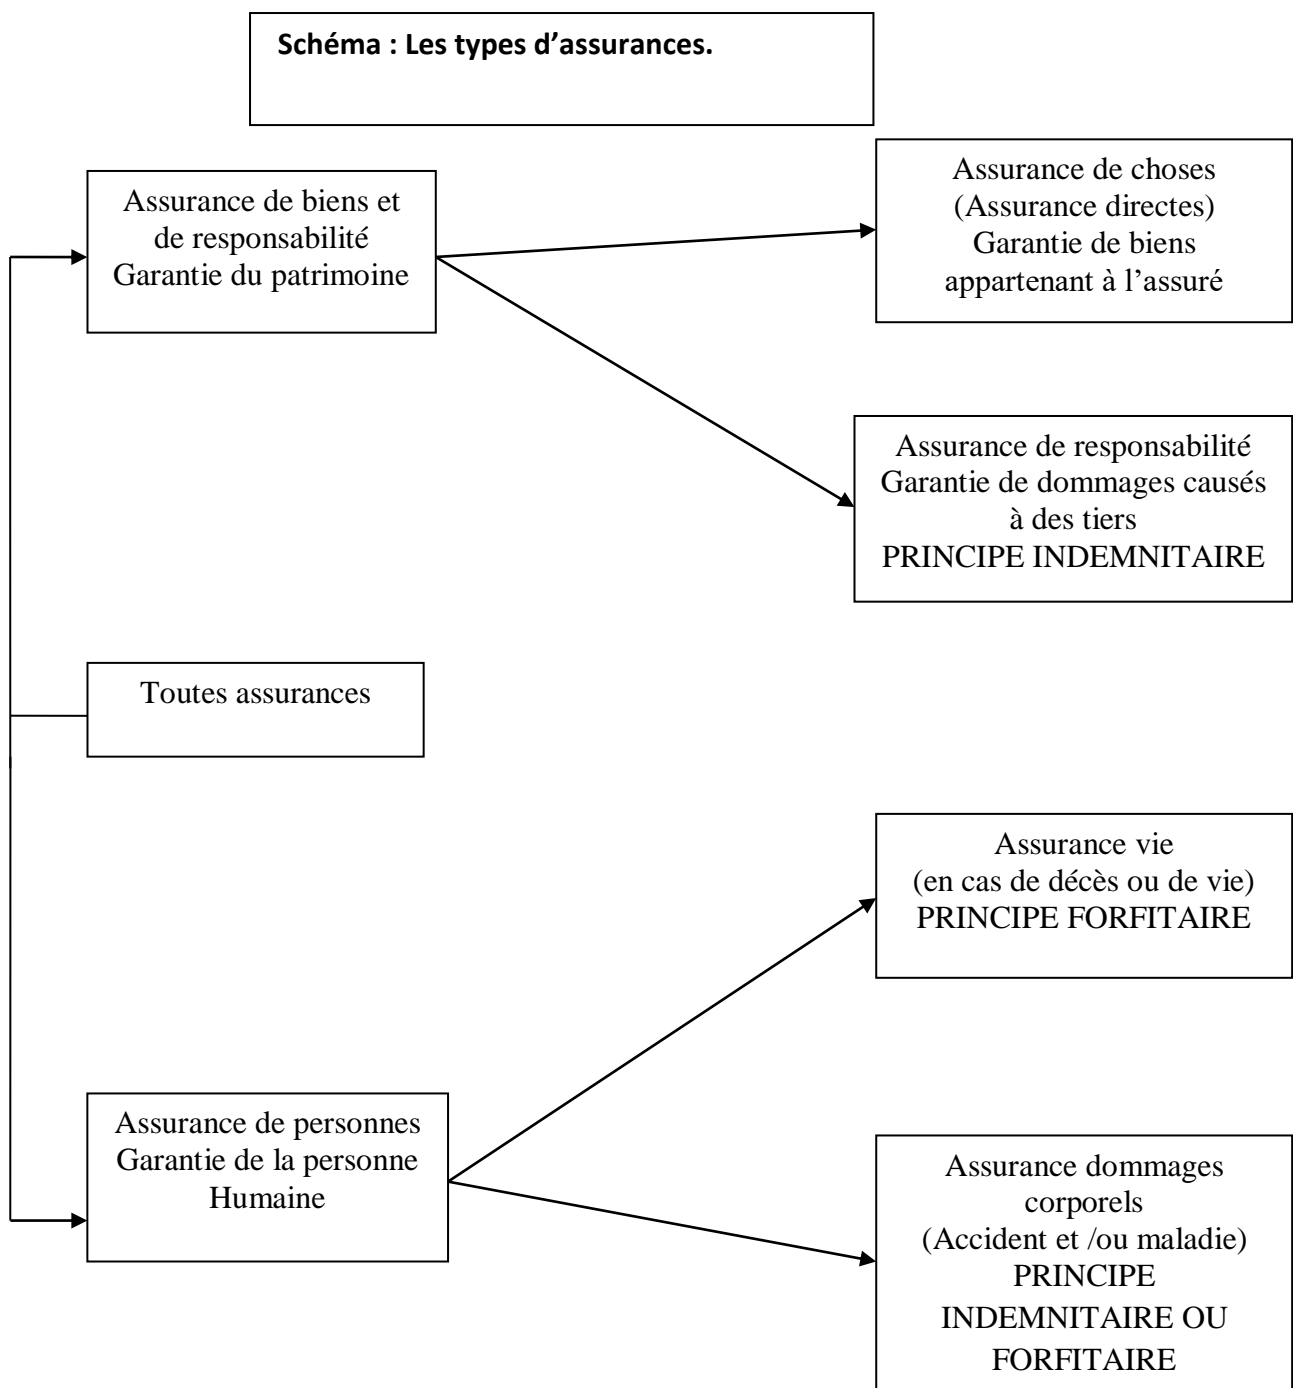 Schéma : Les types d’assurances.
Assurance de biens et
de responsabilité
Garantie du patrimoine
Assurance de choses
(Assurance directes)
Garantie de biens
appartenant à l’assuré
Assurance de responsabilité
Garantie de dommages causés
à des tiers
PRINCIPE INDEMNITAIRE
Toutes assurances
Assurance vie
(en cas de décès ou de vie)
PRINCIPE FORFITAIRE
Assurance de personnes
Garantie de la personne
Humaine
Assurance dommages
corporels
(Accident et /ou maladie)
PRINCIPE
INDEMNITAIRE OU
FORFITAIRE